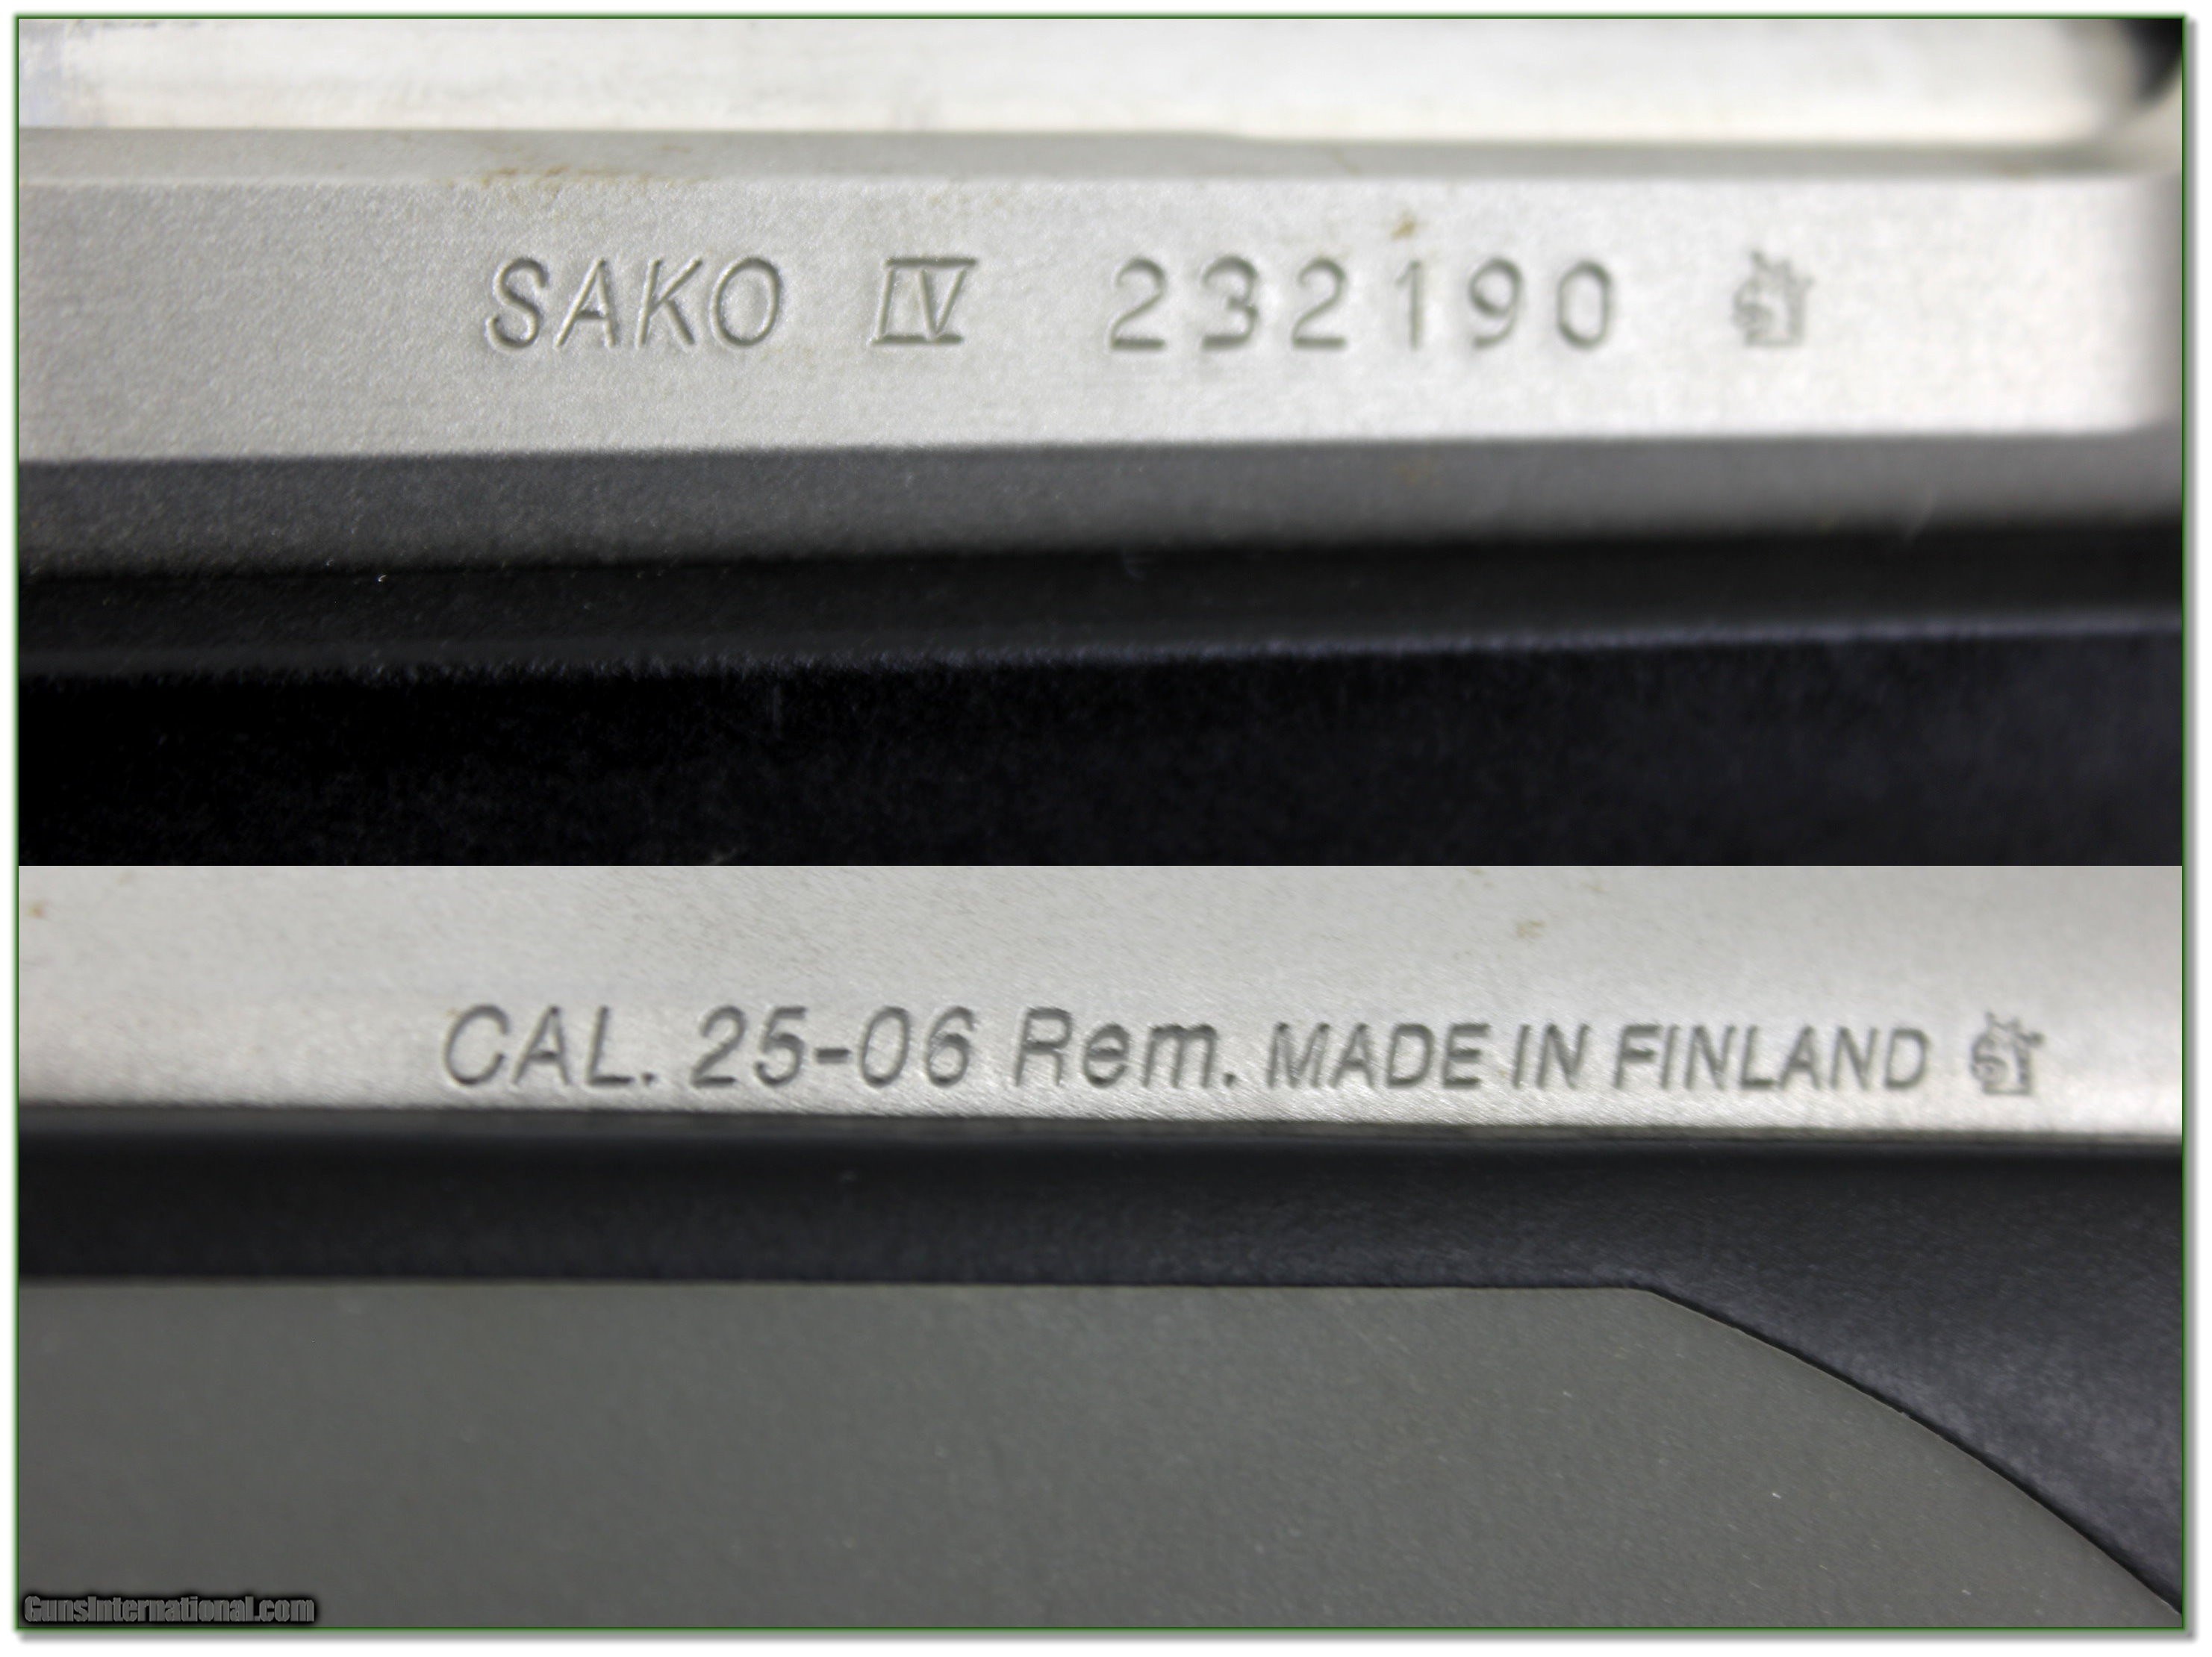 SAKO IV 232190
CAL. 25-06 Rem. MADE IN FINLAND
GunsInternational.com